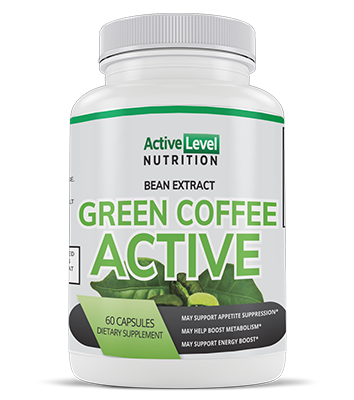 Active Level
NUTRITION
BEAN EXTRACT
GREEN COFFEE
ACTIVE
60 CAPSULES
DIETARY SUPPLEMENT
MAY SUPPORT APPETITE SUPPRESSION*
MAY HELP BOOST METABOLISM*
MAY SUPPORT ENERGY BOOST*